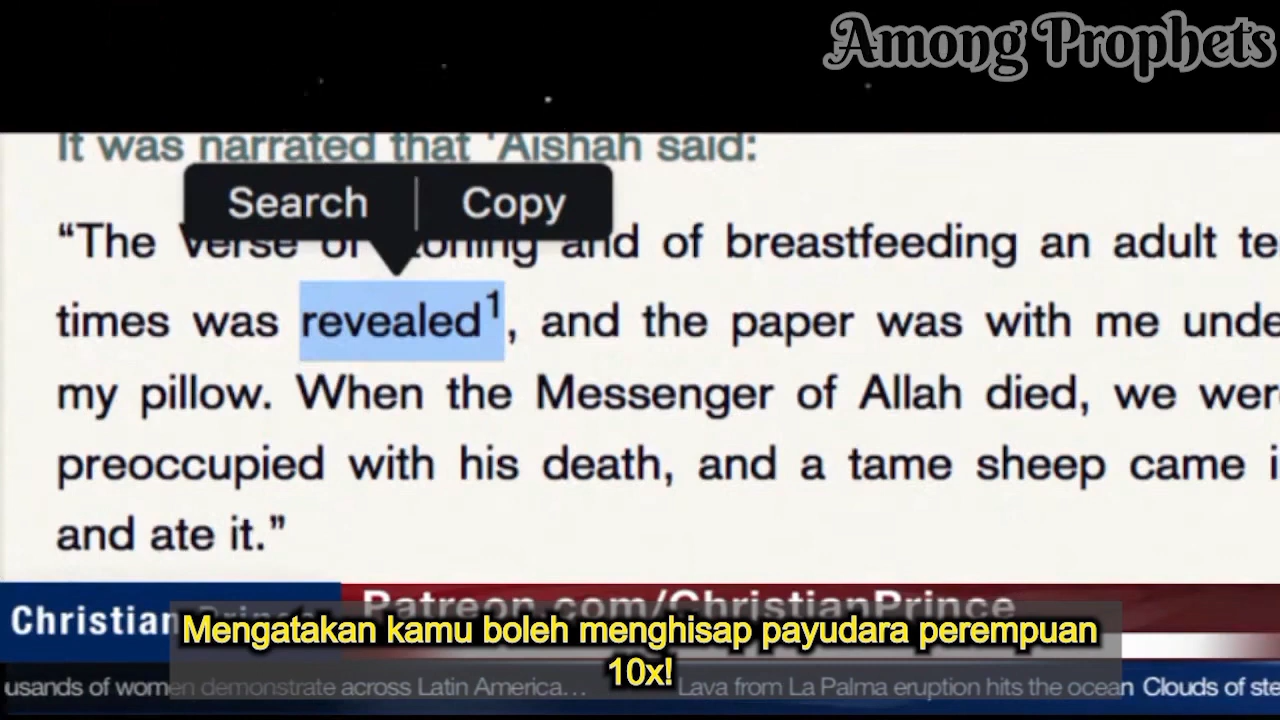 Among Prophets
It was narrated that 'Aishah said:
Search | Copy
“The verse of stoning and of breastfeeding an adult te
times was revealed¹, and the paper was with me unde
my pillow. When the Messenger of Allah died, we wer
preoccupied with his death, and a tame sheep came i
and ate it.”
Christian Prince
Patreon.com/ChristianPrince
Mengatakan kamu boleh menghisap payudara perempuan
10x!
usands of women demonstrate across Latin America... Lava from La Palma eruption hits the ocean Clouds of ste